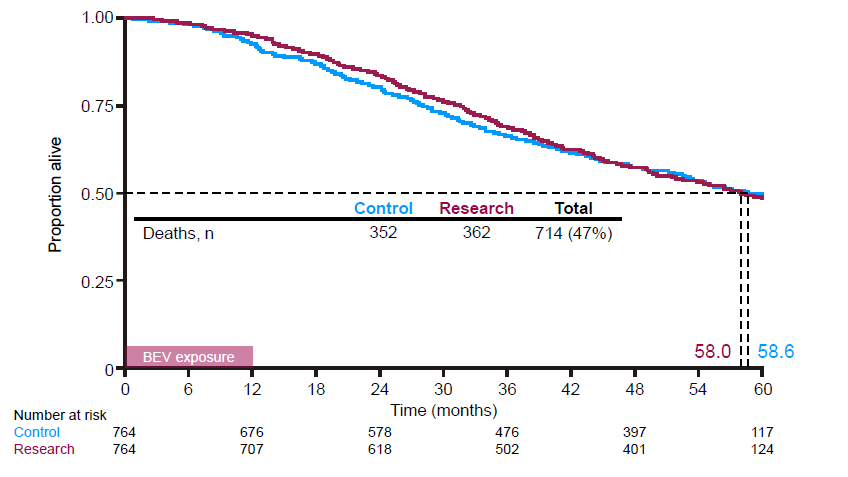 1.00
0.75
0.50
0.25
0
Proportion alive
Control Research Total
Deaths, n 352 362 714 (47%)
BEV exposure
58.0 58.6
0 6 12 18 24 30 36 42 48 54 60
Time (months)
Number at risk
Control 764 676 578 476 397 117
Research 764 707 618 502 401 124